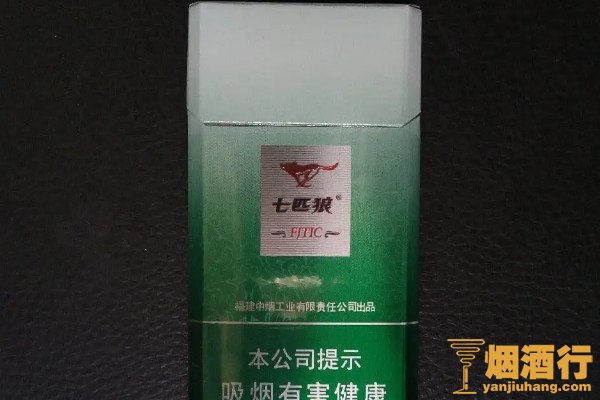 七匹狼®
FJTIC
福建中烟工业有限责任公司出品
本公司提示
吸烟有害健康
烟酒行
yanjiuhang.com